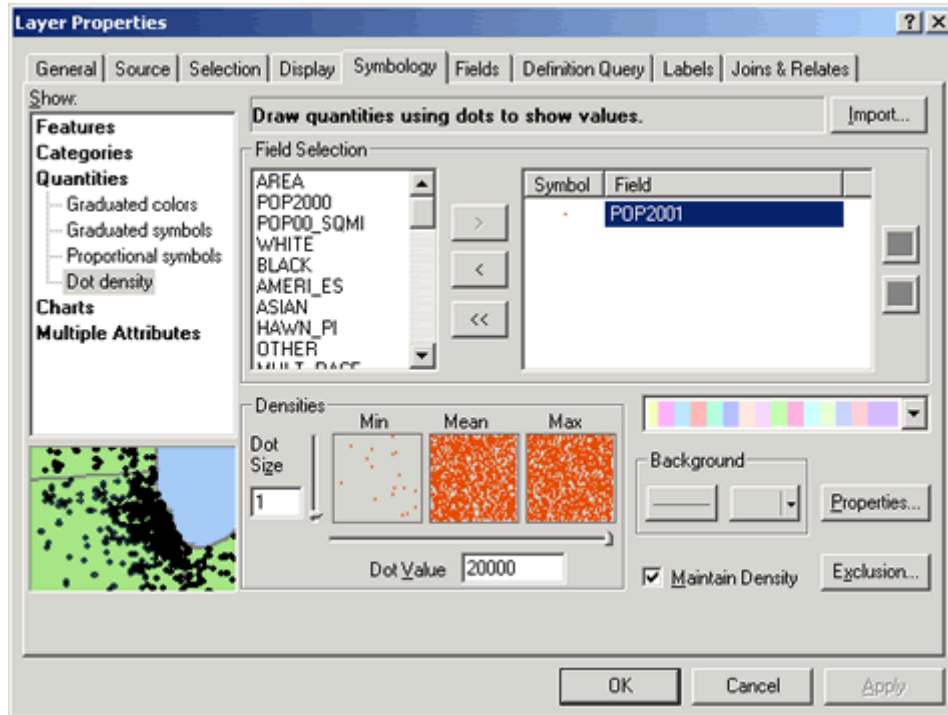 Layer Properties
General Source Selection Display Symbology Fields Definition Query Labels Joins & Relates
Show:
Features
Categories
Quantities
Graduated colors
Graduated symbols
Proportional symbols
Dot density
Charts
Multiple Attributes
Draw quantities using dots to show values.
Import...
Field Selection
AREA
POP2000
POP00_SQMI
WHITE
BLACK
AMERI_ES
ASIAN
HAWN_PI
OTHER
MULT_RACE
>
<
<<
Symbol Field
POP2001
Densities
Min Mean Max
Dot Size
1
Dot Value 20000
Background
Properties...
Maintain Density
Exclusion...
OK Cancel Apply